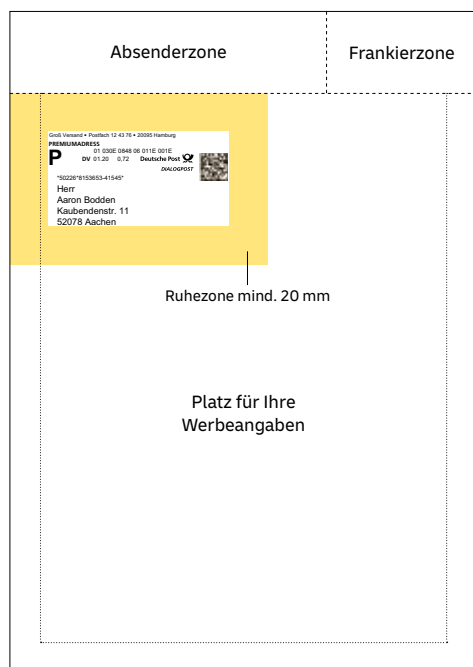 Absenderzone
Frankierzone
Groß Versand • Postfach 12 43 76 • 20095 Hamburg
PREMIUMADRESS
P
01 030E 0848 06 011E 001E
DV 01.20 0,72 Deutsche Post
DIALOGPOST
*50226*8153653-41545*
Herr
Aaron Bodden
Kaubendenstr. 11
52078 Aachen
Ruhezone mind. 20 mm
Platz für Ihre
Werbeangaben